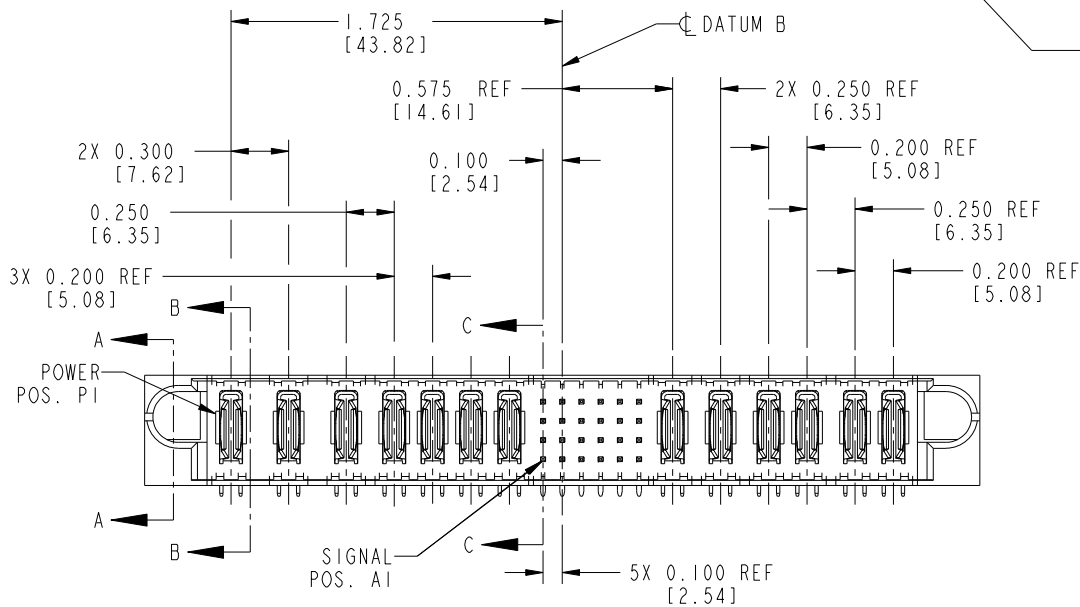 1.725
[43.82]
℄ DATUM B
0.575 REF
[14.61]
2X 0.250 REF
[6.35]
2X 0.300
[7.62]
0.100
[2.54]
0.200 REF
[5.08]
0.250
[6.35]
0.250 REF
[6.35]
3X 0.200 REF
[5.08]
0.200 REF
[5.08]
B
C
A
POWER
POS. P1
A
B
C
SIGNAL
POS. A1
5X 0.100 REF
[2.54]